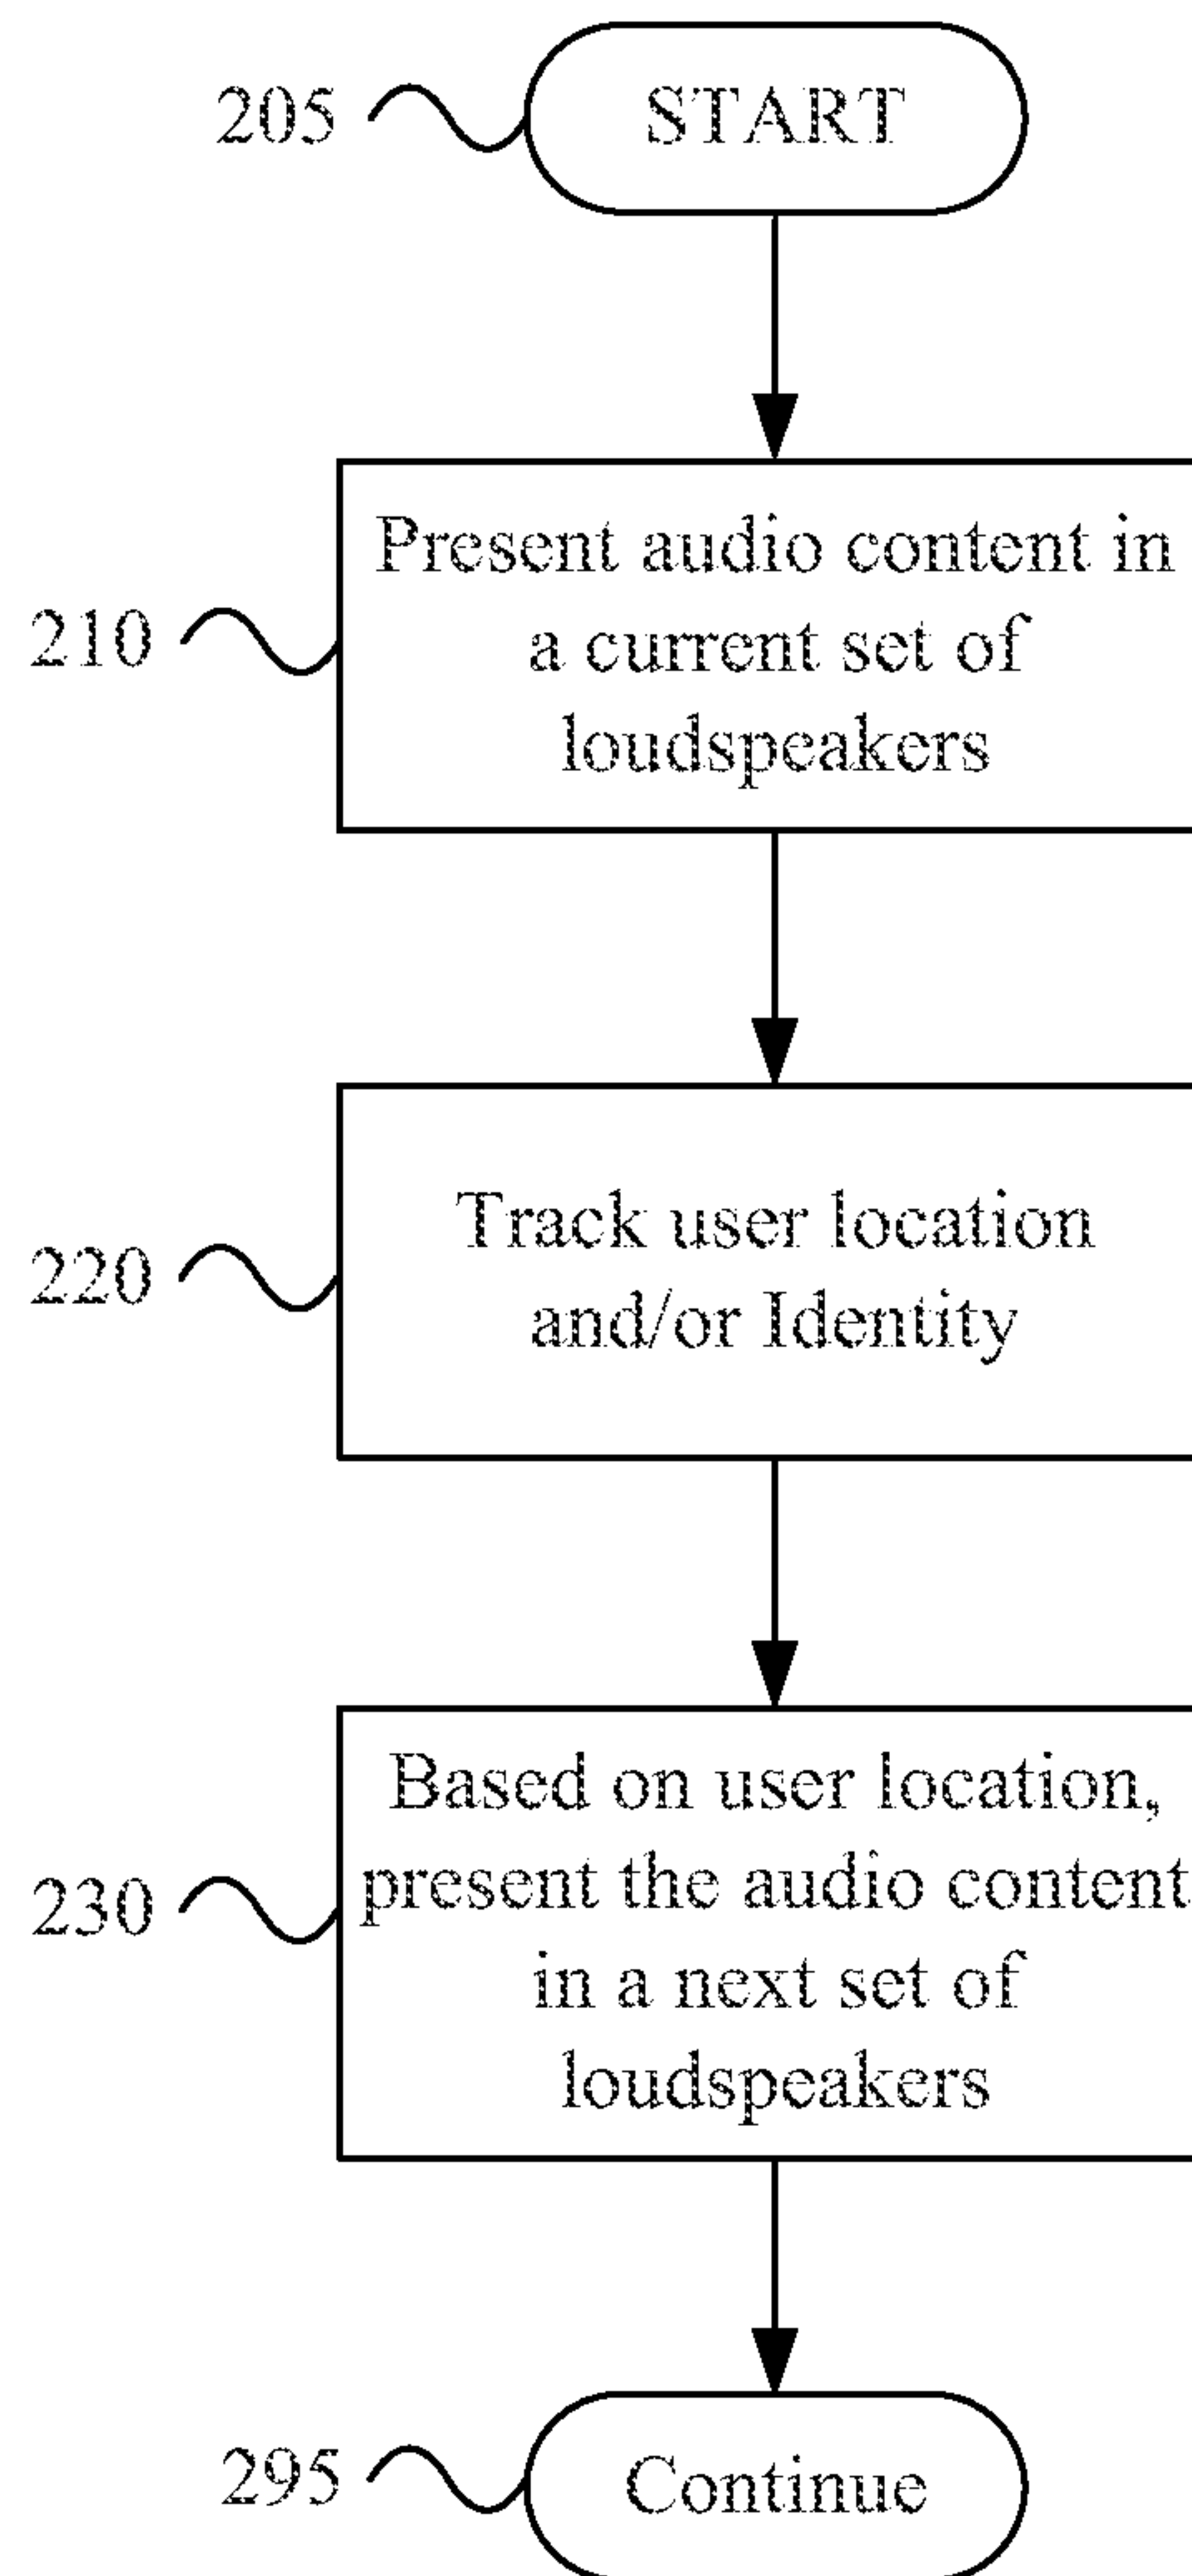 205
START
210
Present audio content in
a current set of
loudspeakers
220
Track user location
and/or Identity
230
Based on user location,
present the audio content
in a next set of
loudspeakers
295
Continue